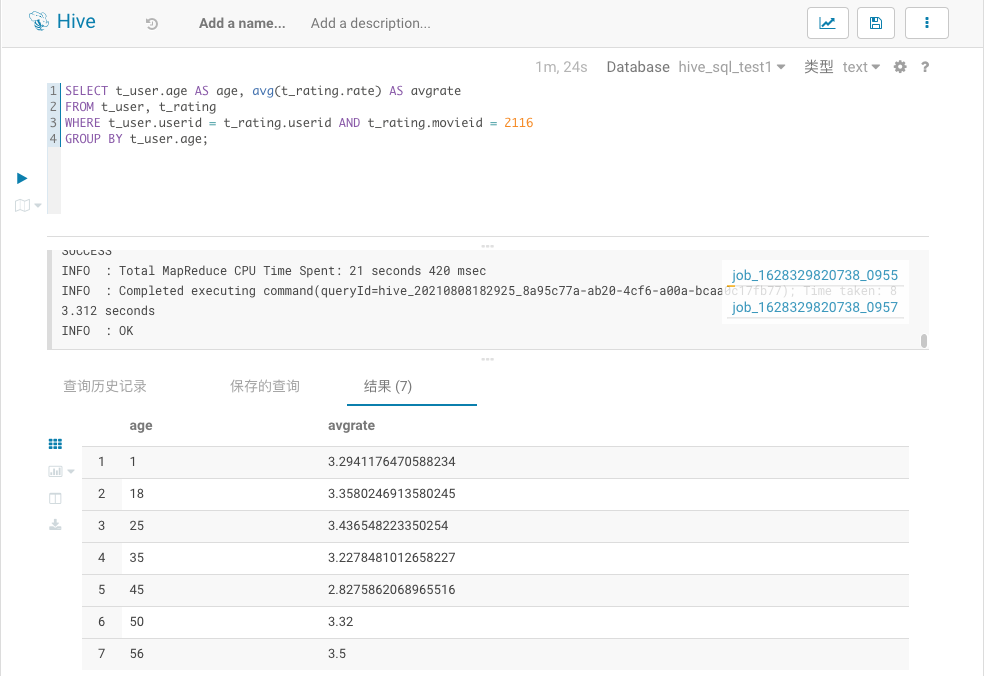 Hive Add a name... Add a description...
1m, 24s Database hive_sql_test1 类型 text ?
1 SELECT t_user.age AS age, avg(t_rating.rate) AS avgrate
2 FROM t_user, t_rating
3 WHERE t_user.userid = t_rating.userid AND t_rating.movieid = 2116
4 GROUP BY t_user.age;
SUCCESS
INFO : Total MapReduce CPU Time Spent: 21 seconds 420 msec
INFO : Completed executing command(queryId=hive_20210808182925_8a95c77a-ab20-4cf6-a00a-bcaa0c17fb77); Time taken: 8
3.312 seconds
INFO : OK
job_1628329820738_0955
job_1628329820738_0957
查询历史记录 保存的查询 结果 (7)
age avgrate
1 1 3.2941176470588234
2 18 3.3580246913580245
3 25 3.436548223350254
4 35 3.2278481012658227
5 45 2.8275862068965516
6 50 3.32
7 56 3.5